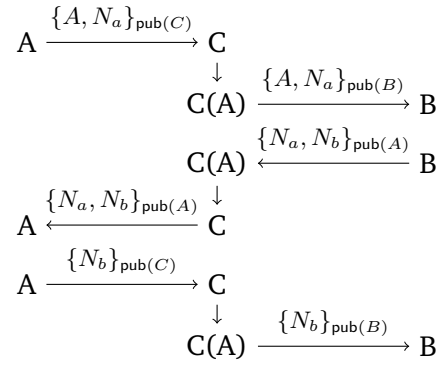 A {A, N_a}_pub(C) C
C(A) {A, N_a}_pub(B) B
C(A) {N_a, N_b}_pub(A) B
A {N_a, N_b}_pub(A) C
A {N_b}_pub(C) C
C(A) {N_b}_pub(B) B